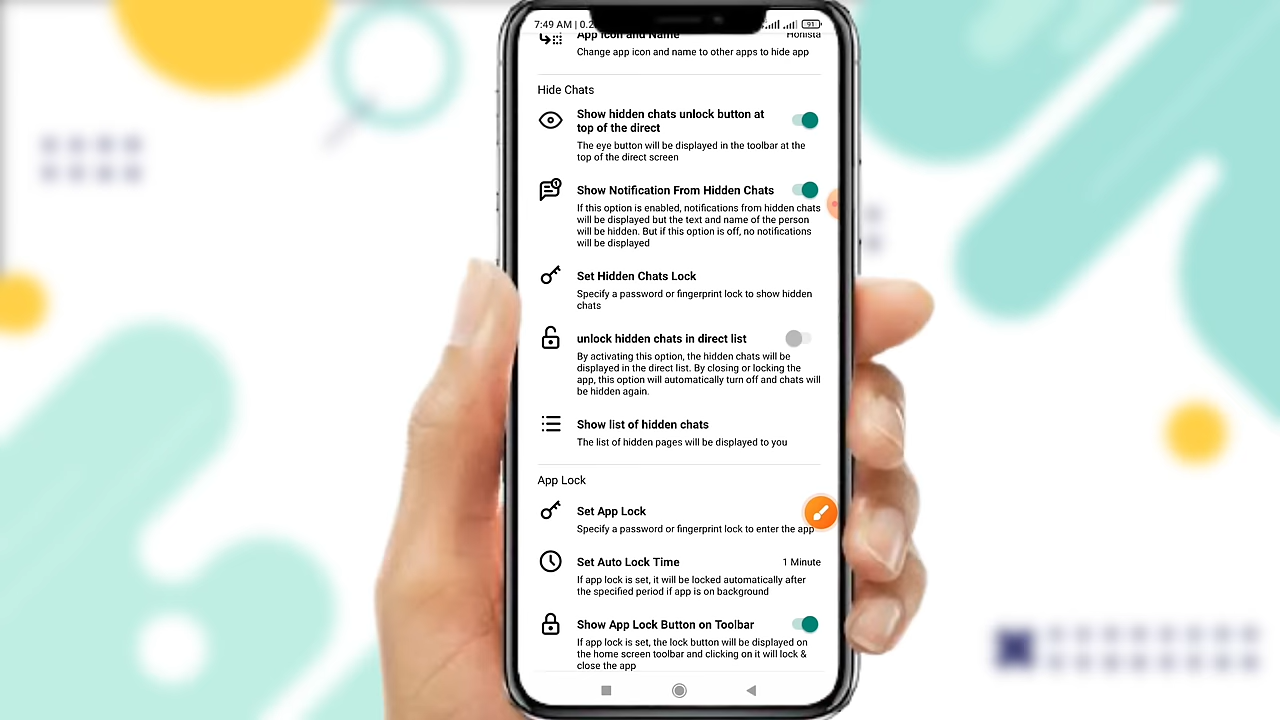 7:49 AM | 0.2
91
App Icon and Name
Honista
Change app icon and name to other apps to hide app
Hide Chats
Show hidden chats unlock button at
top of the direct
The eye button will be displayed in the toolbar at the
top of the direct screen
Show Notification From Hidden Chats
If this option is enabled, notifications from hidden chats
will be displayed but the text and name of the person
will be hidden. But if this option is off, no notifications
will be displayed
Set Hidden Chats Lock
Specify a password or fingerprint lock to show hidden
chats
unlock hidden chats in direct list
By activating this option, the hidden chats will be
displayed in the direct list. By closing or locking the
app, this option will automatically turn off and chats will
be hidden again.
Show list of hidden chats
The list of hidden pages will be displayed to you
App Lock
Set App Lock
Specify a password or fingerprint lock to enter the app
Set Auto Lock Time
1 Minute
If app lock is set, it will be locked automatically after
the specified period if app is on background
Show App Lock Button on Toolbar
If app lock is set, the lock button will be displayed on
the home screen toolbar and clicking on it will lock &
close the app